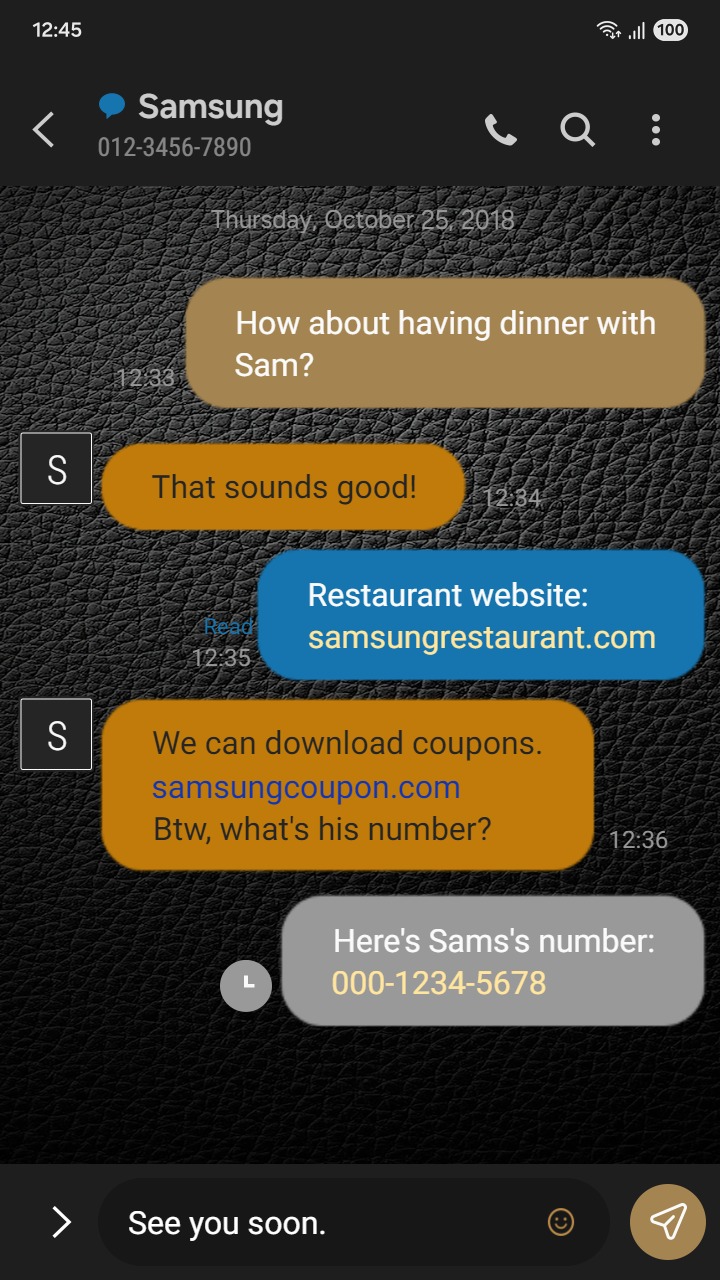 12:45
100
Samsung
012-3456-7890
Thursday, October 25, 2018
How about having dinner with
Sam?
12:33
S
That sounds good!
12:34
Restaurant website:
samsungrestaurant.com
Read
12:35
S
We can download coupons.
samsungcoupon.com
Btw, what's his number?
12:36
Here's Sams's number:
000-1234-5678
See you soon.